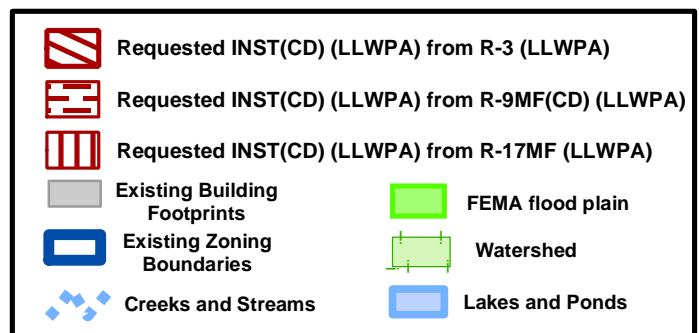 Requested INST(CD) (LLWPA) from R-3 (LLWPA)
Requested INST(CD) (LLWPA) from R-9MF(CD) (LLWPA)
Requested INST(CD) (LLWPA) from R-17MF (LLWPA)
Existing Building
Footprints
FEMA flood plain
Existing Zoning
Boundaries
Watershed
Creeks and Streams
Lakes and Ponds